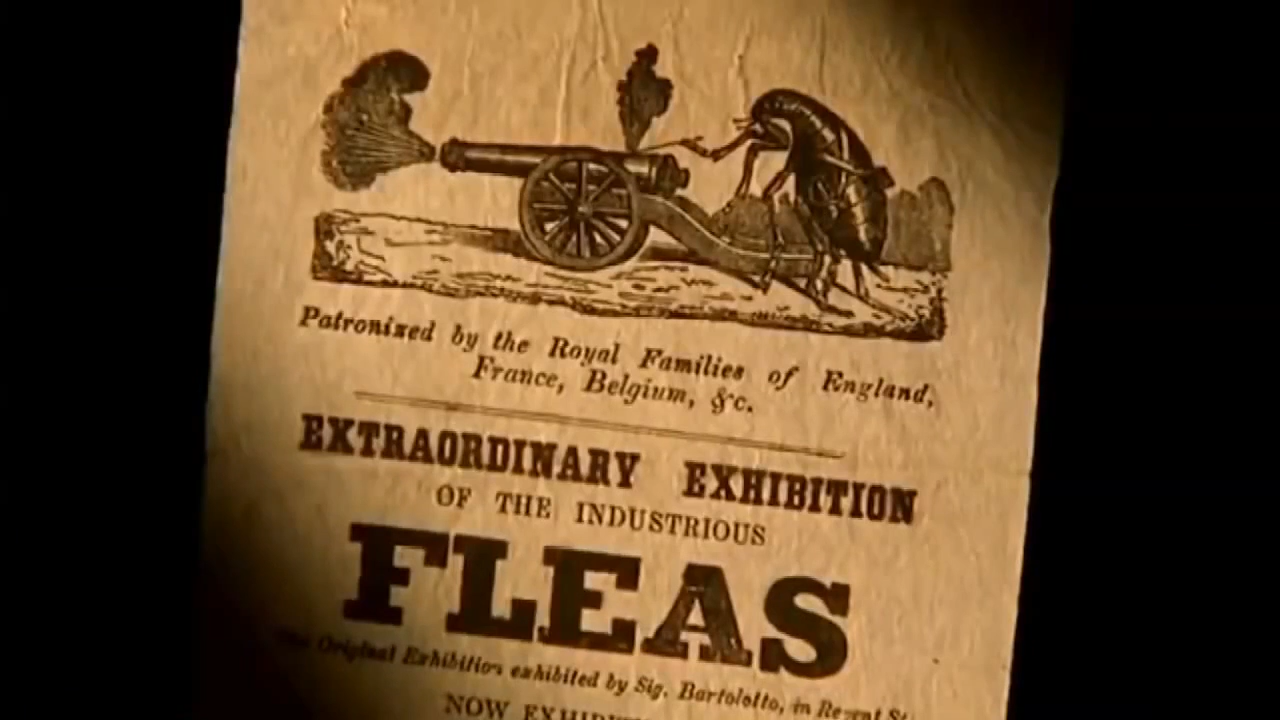 Patronized by the Royal Families of England,
France, Belgium, &c.
EXTRAORDINARY EXHIBITION
OF THE INDUSTRIOUS
FLEAS
Original Exhibition exhibited by Sig. Bartolotto, in Regent St.
NOW